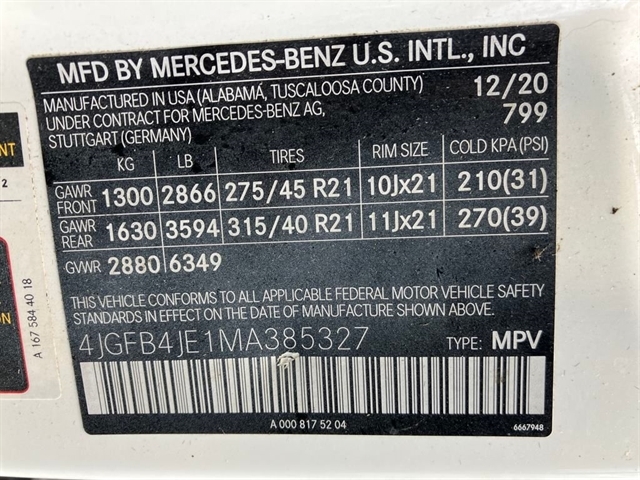 MFD BY MERCEDES-BENZ U.S. INTL., INC
MANUFACTURED IN USA (ALABAMA, TUSCALOOSA COUNTY) 12/20
UNDER CONTRACT FOR MERCEDES-BENZ AG, 799
STUTTGART (GERMANY)
KG LB TIRES RIM SIZE COLD KPA (PSI)
GAWR FRONT 1300 2866 275/45 R21 10Jx21 210(31)
GAWR REAR 1630 3594 315/40 R21 11Jx21 270(39)
GVWR 2880 6349
THIS VEHICLE CONFORMS TO ALL APPLICABLE FEDERAL MOTOR VEHICLE SAFETY
STANDARDS IN EFFECT ON THE DATE OF MANUFACTURE SHOWN ABOVE.
4JGFB4JE1MA385327 TYPE: MPV
A 000 817 52 04
6667948
A 167 584 40 18
2